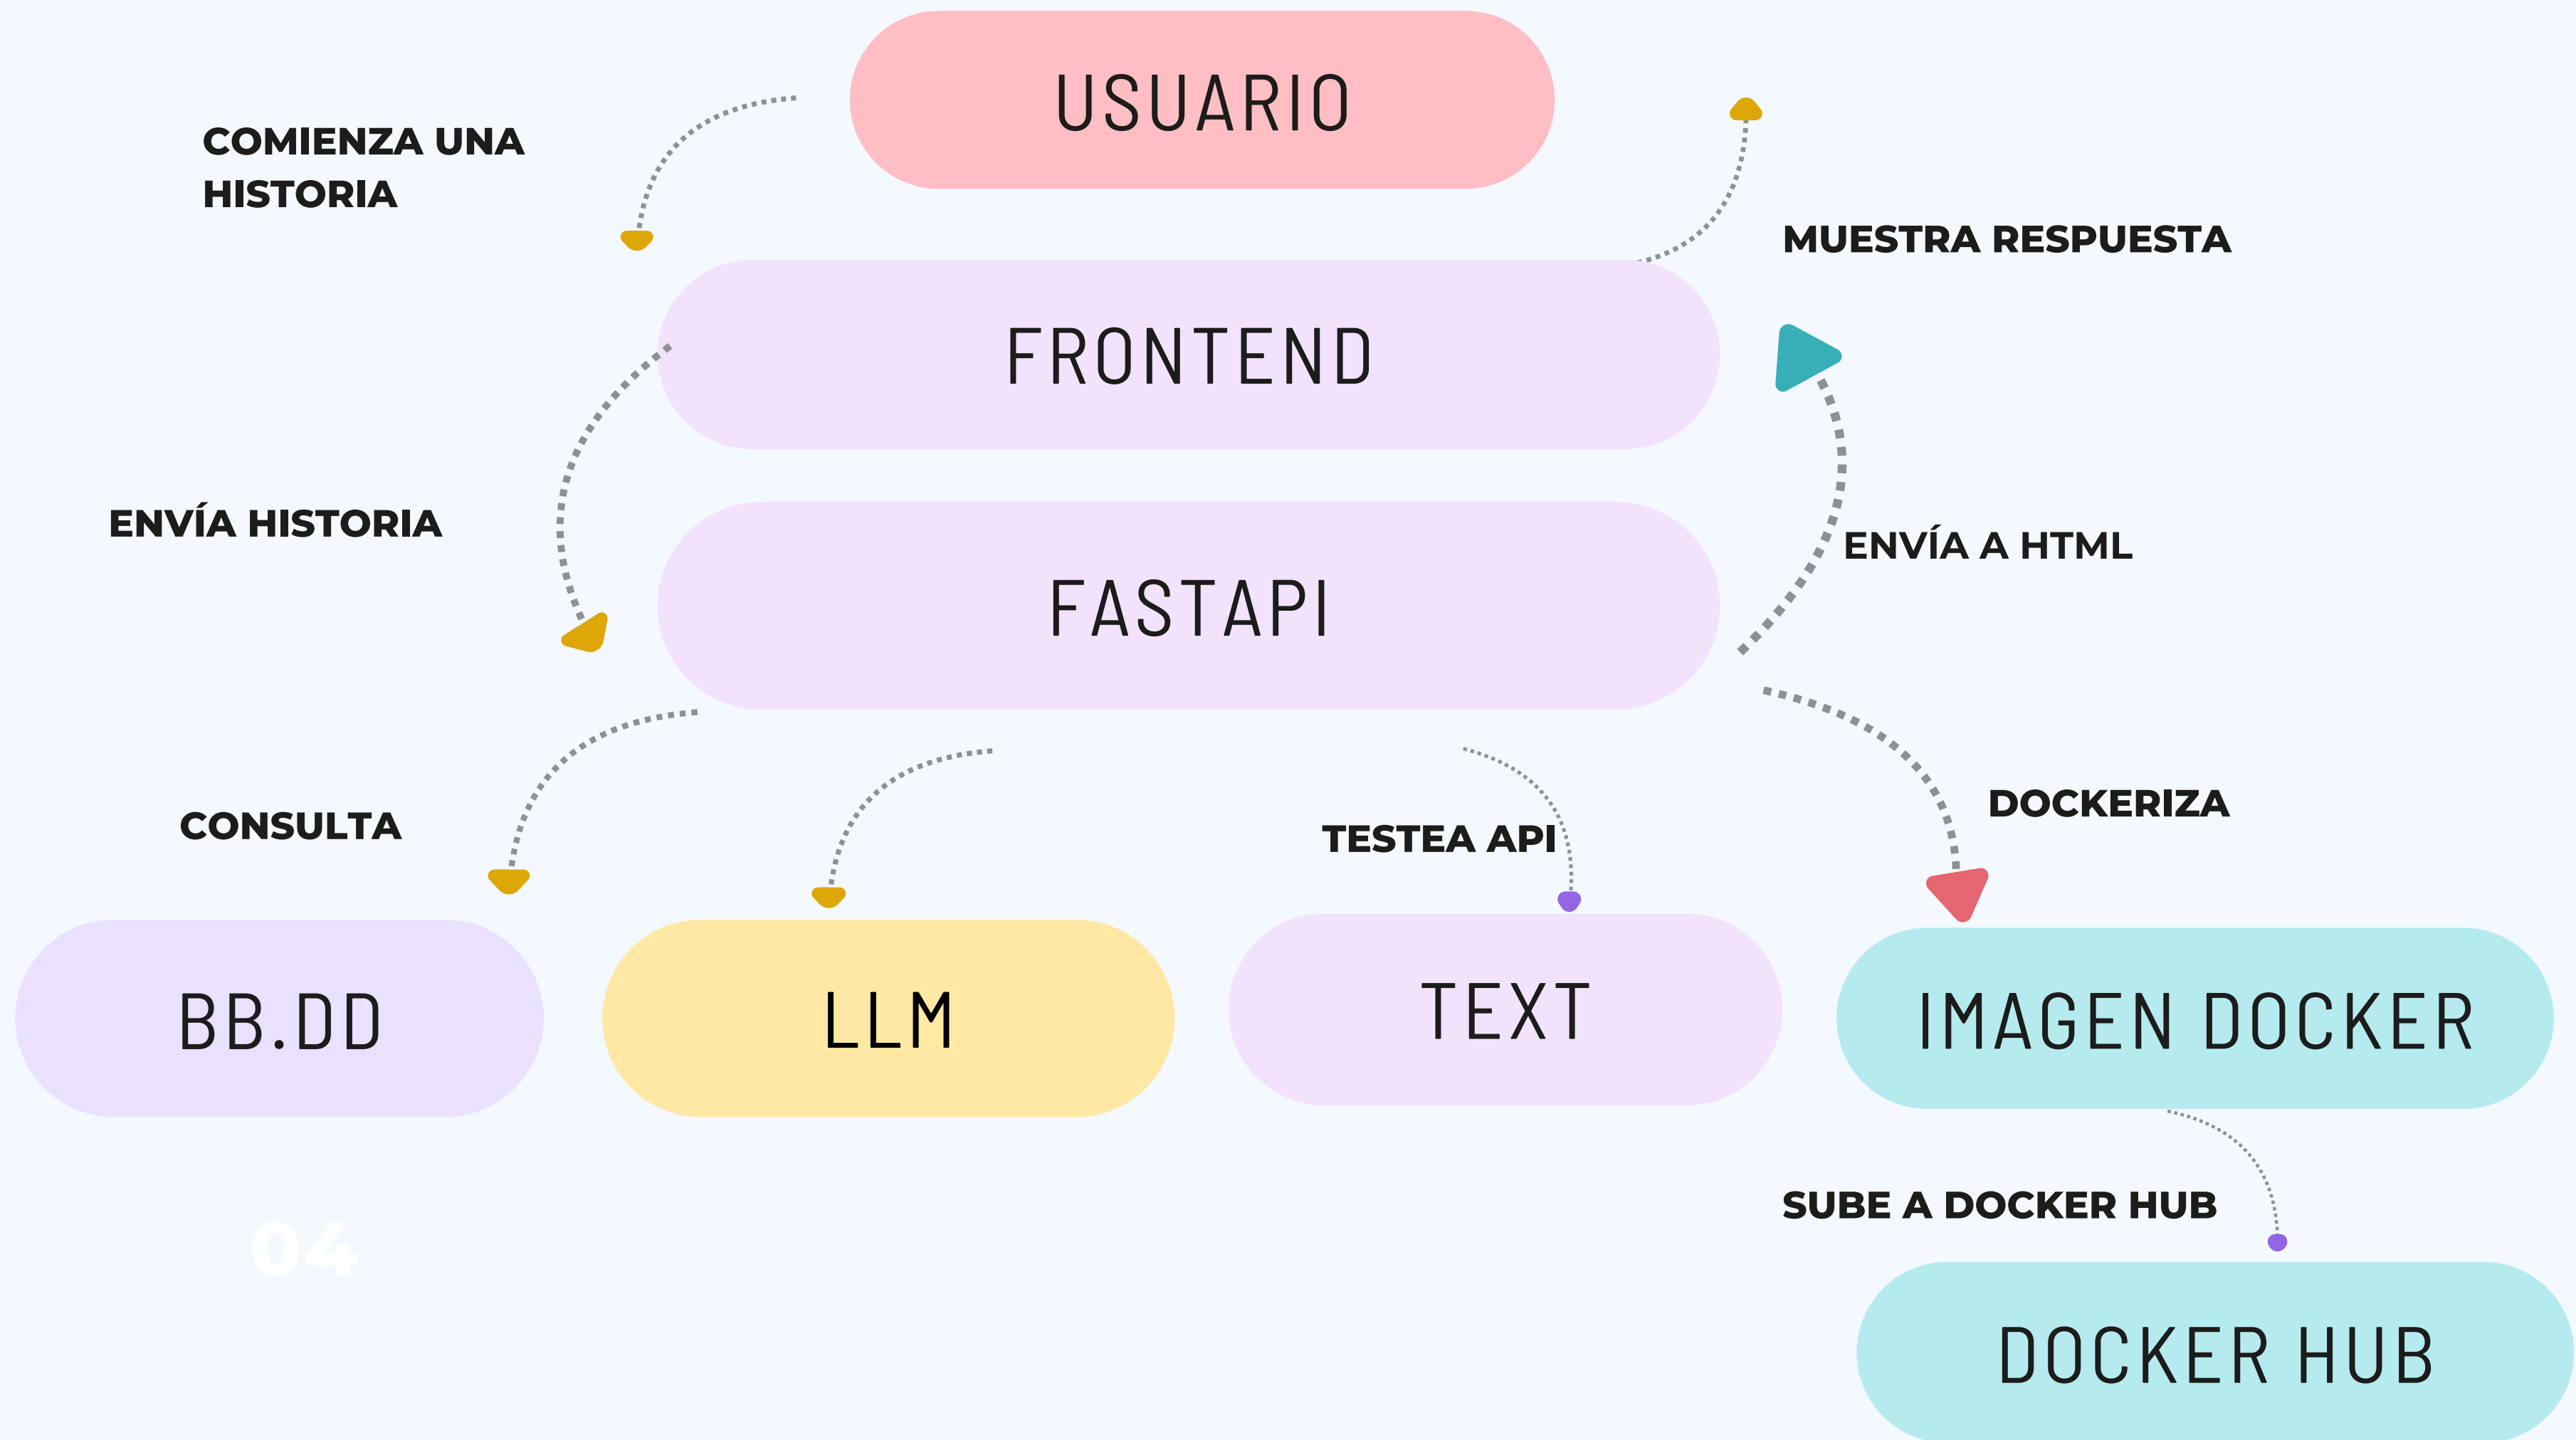 USUARIO
COMIENZA UNA
HISTORIA
MUESTRA RESPUESTA
FRONTEND
ENVÍA HISTORIA
ENVÍA A HTML
FASTAPI
CONSULTA
TESTEA API
DOCKERIZA
BB.DD
LLM
TEXT
IMAGEN DOCKER
SUBE A DOCKER HUB
04
DOCKER HUB